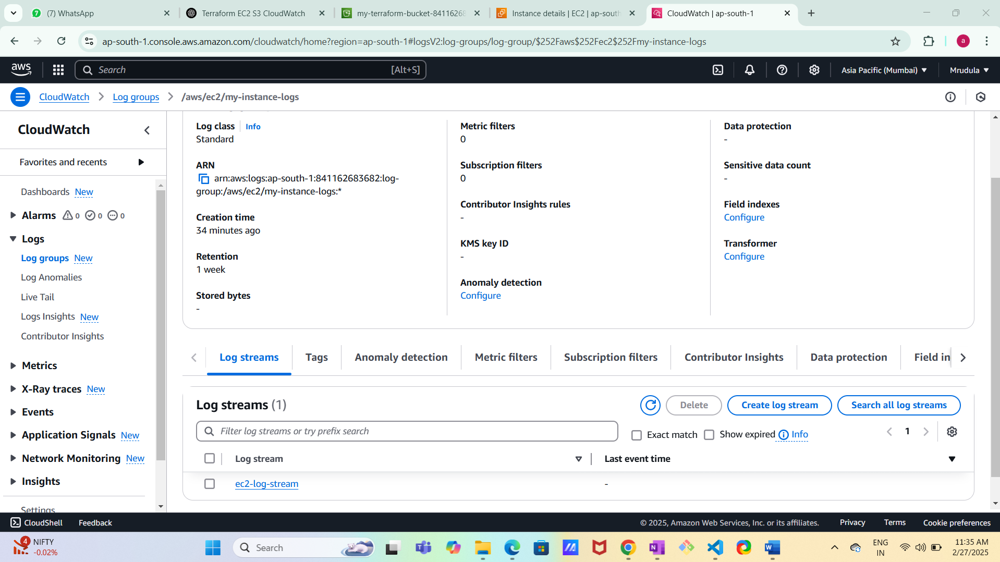 (7) WhatsApp
Terraform EC2 S3 CloudWatch
my-terraform-bucket-84116268
Instance details | EC2 | ap-south
CloudWatch | ap-south-1
ap-south-1.console.aws.amazon.com/cloudwatch/home?region=ap-south-1#logsV2:log-groups/log-group/$252Faws$252Fec2$252Fmy-instance-logs
a
aws
Search [Alt+S]
Asia Pacific (Mumbai)
Mrudula
CloudWatch
Log groups
/aws/ec2/my-instance-logs
CloudWatch
Favorites and recents
Dashboards New
Alarms 0 0 0
Logs
Log groups New
Log Anomalies
Live Tail
Logs Insights New
Contributor Insights
Metrics
X-Ray traces New
Events
Application Signals New
Network Monitoring New
Insights
Settings
Log class Info
Standard
ARN
arn:aws:logs:ap-south-1:841162683682:log-
group:/aws/ec2/my-instance-logs:*
Creation time
34 minutes ago
Retention
1 week
Stored bytes
-
Metric filters
0
Subscription filters
0
Contributor Insights rules
-
KMS key ID
-
Anomaly detection
Configure
Data protection
-
Sensitive data count
-
Field indexes
Configure
Transformer
Configure
Log streams
Tags
Anomaly detection
Metric filters
Subscription filters
Contributor Insights
Data protection
Field in
Log streams (1)
Delete
Create log stream
Search all log streams
Filter log streams or try prefix search
Exact match
Show expired Info
1
Log stream
Last event time
ec2-log-stream
-
CloudShell
Feedback
© 2025, Amazon Web Services, Inc. or its affiliates.
Privacy
Terms
Cookie preferences
4
NIFTY
-0.02%
Search
ENG
IN
11:35 AM
2/27/2025